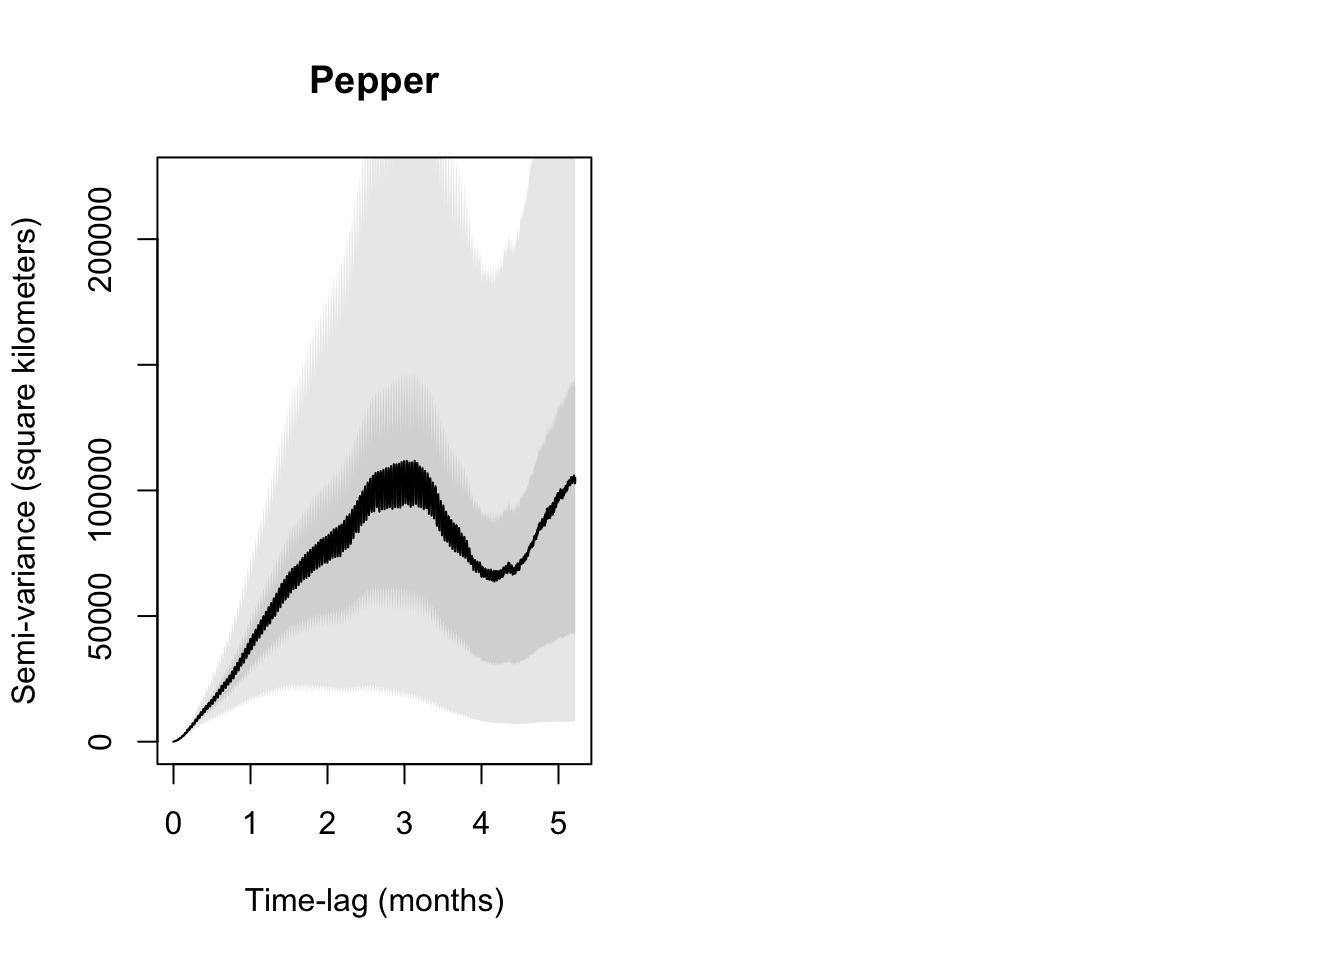 Pepper
Semi-variance (square kilometers)
200000
100000
50000
0
0 1 2 3 4 5
Time-lag (months)